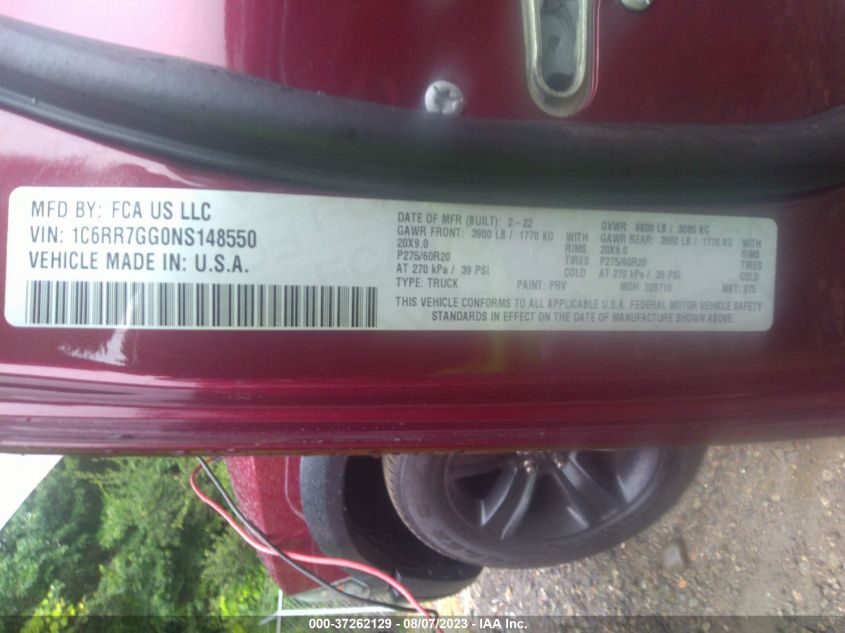 MFD BY: FCA US LLC
VIN: 1C6RR7GG0NS148550
VEHICLE MADE IN: U.S.A.
DATE OF MFR (BUILT): 2-22
GAWR FRONT: 3900 LB / 1770 KG WITH
20X9.0 RIMS
P275/60R20 TIRES
AT 270 kPa / 39 PSI COLD
TYPE: TRUCK PAINT: PRV
GVWR: 6800 LB / 3085 KG
GAWR REAR: 3900 LB / 1770 KG WITH
20X9.0 RIMS
P275/60R20 TIRES
AT 270 kPa / 39 PSI COLD
MDH: MKT:
THIS VEHICLE CONFORMS TO ALL APPLICABLE U.S.A. FEDERAL MOTOR VEHICLE SAFETY
STANDARDS IN EFFECT ON THE DATE OF MANUFACTURE SHOWN ABOVE.
000-37262129 - 08/07/2023 - IAA Inc.